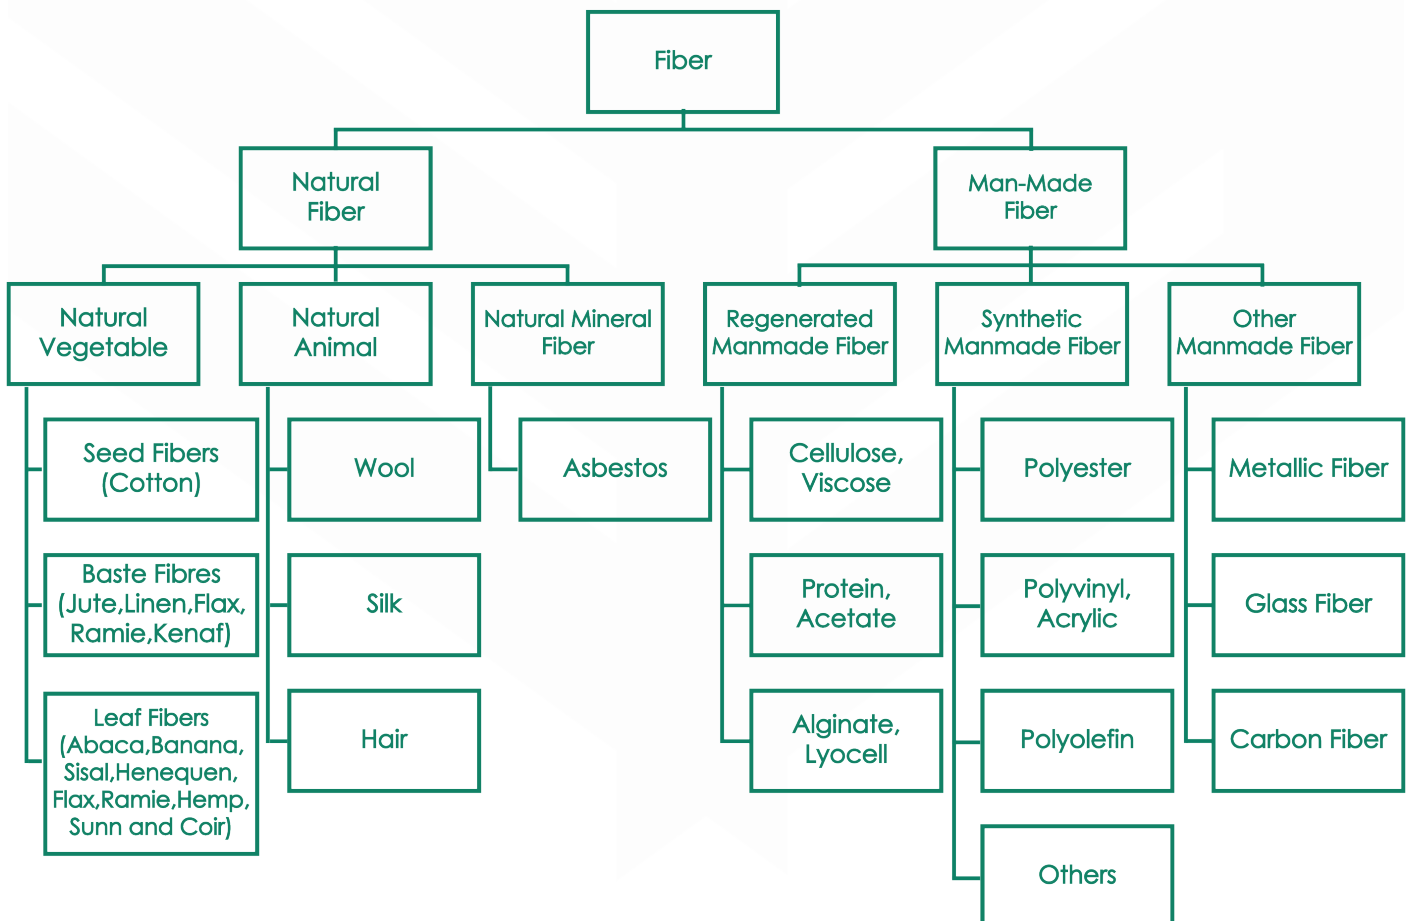 Fiber
Natural
Fiber
Man-Made
Fiber
Natural
Vegetable
Natural
Animal
Natural Mineral
Fiber
Regenerated
Manmade Fiber
Synthetic
Manmade Fiber
Other
Manmade Fiber
Seed Fibers
(Cotton)
Wool
Asbestos
Cellulose,
Viscose
Polyester
Metallic Fiber
Baste Fibres
(Jute,Linen,Flax,
Ramie,Kenaf)
Silk
Protein,
Acetate
Polyvinyl,
Acrylic
Glass Fiber
Leaf Fibers
(Abaca,Banana,
Sisal,Henequen,
Flax,Ramie,Hemp,
Sunn and Coir)
Hair
Alginate,
Lyocell
Polyolefin
Carbon Fiber
Others